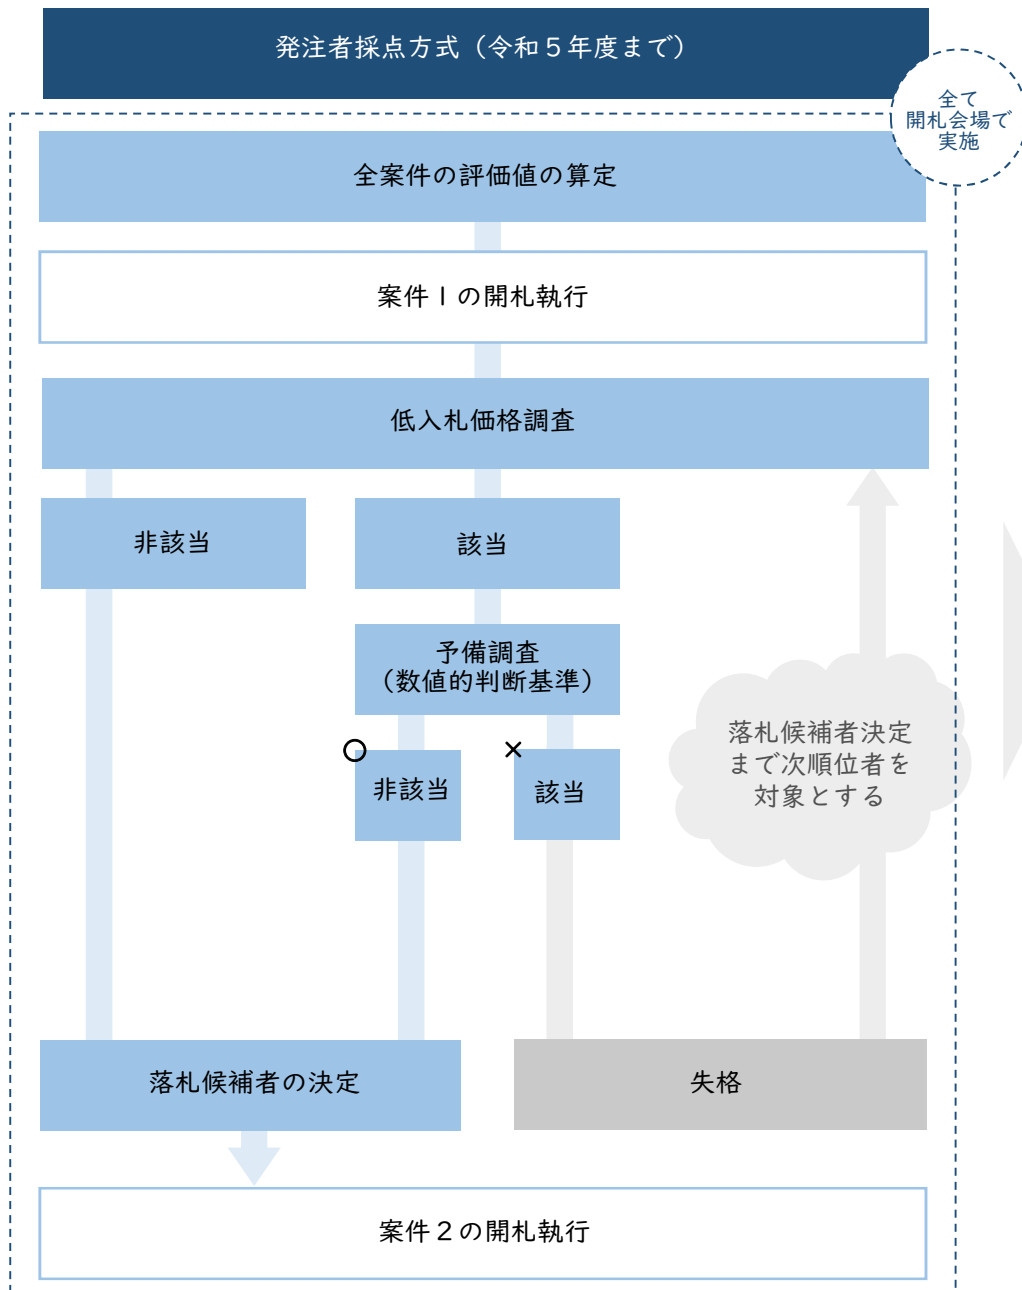 発注者採点方式（令和５年度まで）
全て
開札会場で
実施
全案件の評価値の算定
案件１の開札執行
低入札価格調査
非該当
該当
予備調査
（数値的判断基準）
○
×
非該当
該当
落札候補者決定
まで次順位者を
対象とする
落札候補者の決定
失格
案件２の開札執行